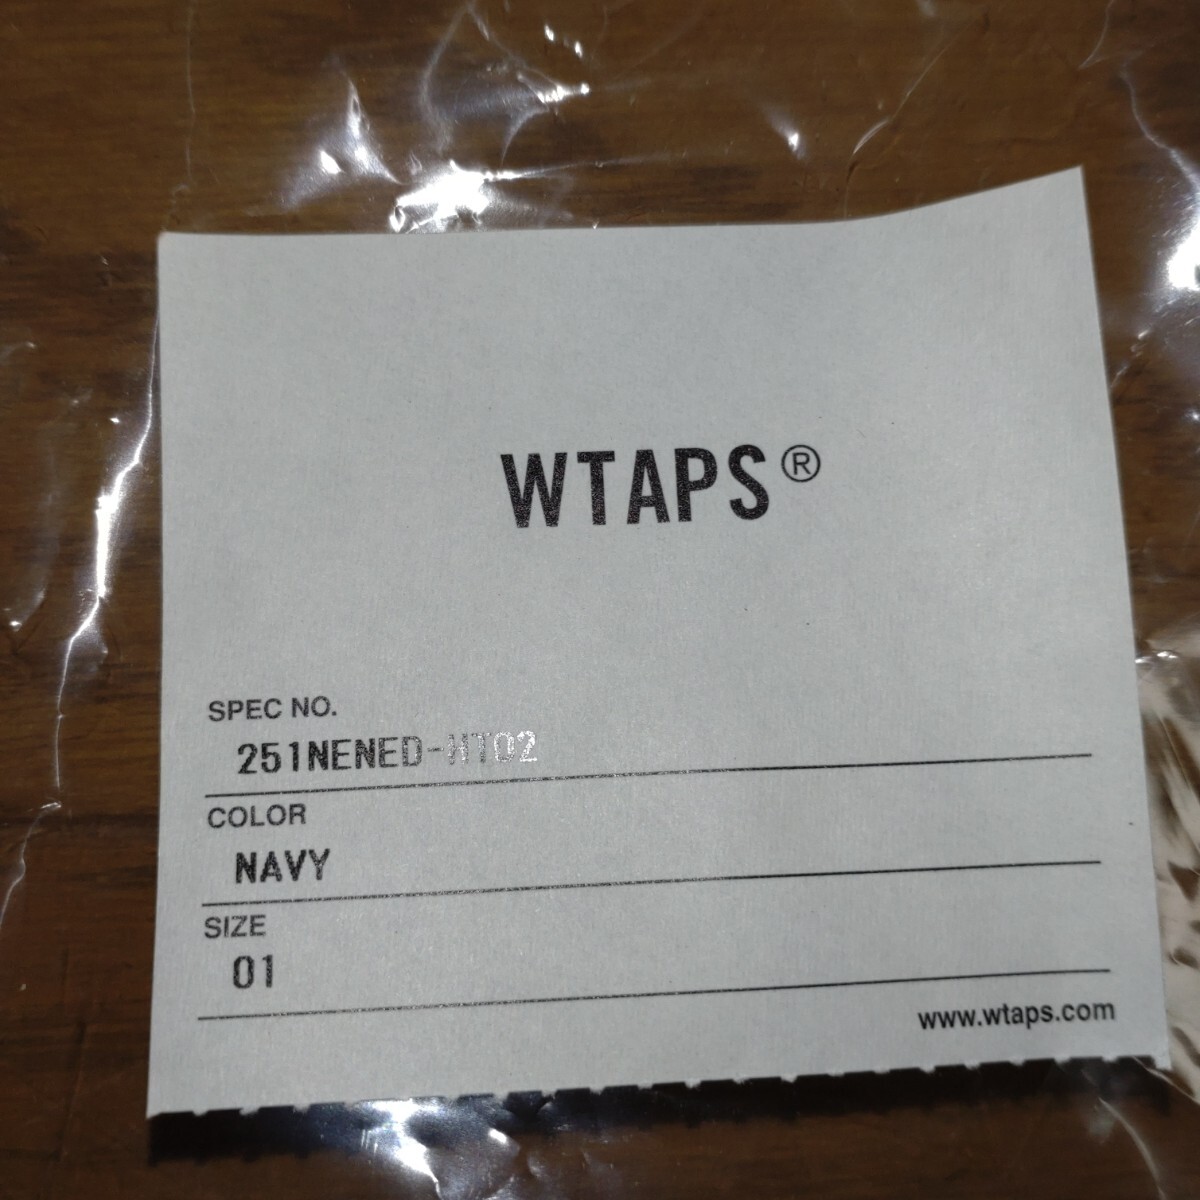 WTAPS®
SPEC NO.
251NENED-HT02
COLOR
NAVY
SIZE
01
www.wtaps.com